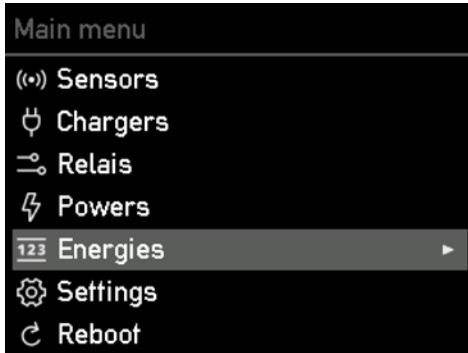 Main menu
Sensors
Chargers
Relais
Powers
123 Energies
Settings
Reboot